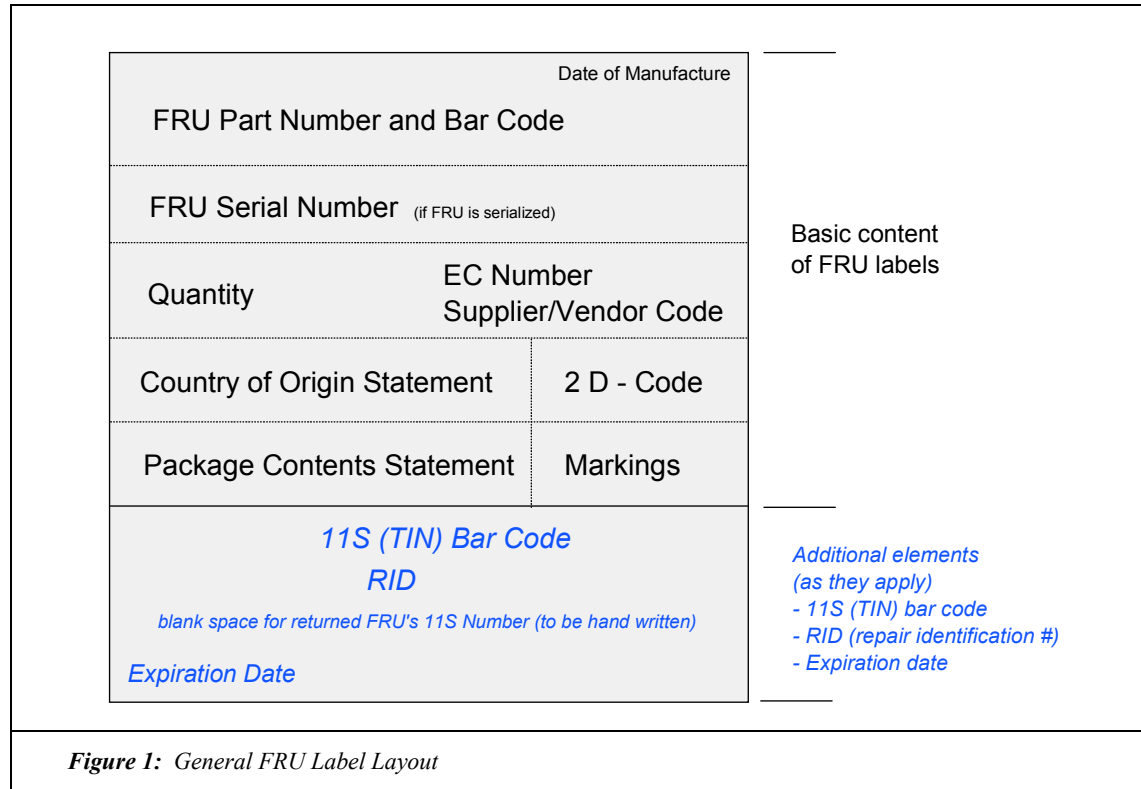 Date of Manufacture
FRU Part Number and Bar Code
FRU Serial Number (if FRU is serialized)
Quantity
EC Number
Supplier/Vendor Code
Country of Origin Statement
2 D - Code
Package Contents Statement
Markings
Basic content
of FRU labels
11S (TIN) Bar Code
RID
blank space for returned FRU's 11S Number (to be hand written)
Expiration Date
Additional elements
(as they apply)
- 11S (TIN) bar code
- RID (repair identification #)
- Expiration date
Figure 1: General FRU Label Layout